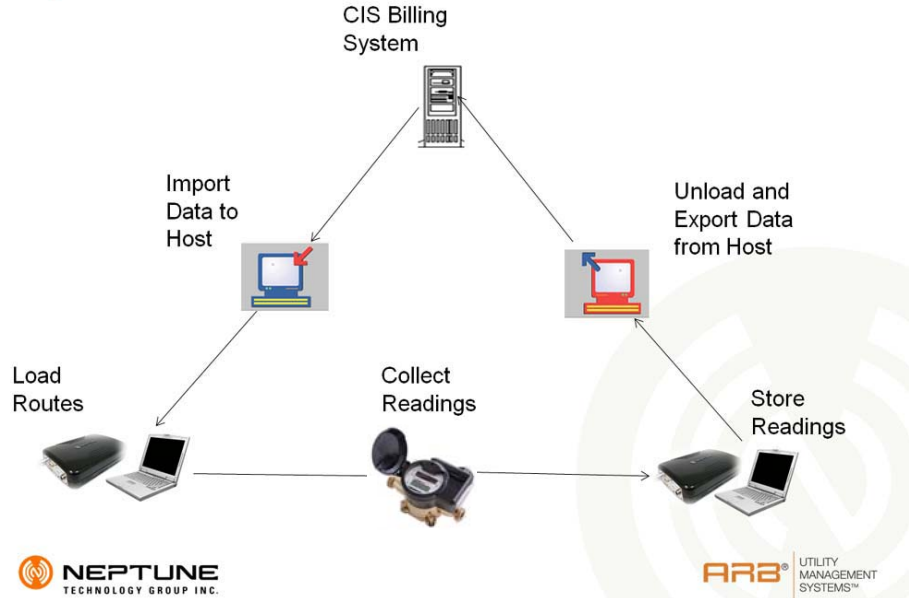 CIS Billing
System
Import
Data to
Host
Unload and
Export Data
from Host
Load
Routes
Collect
Readings
Store
Readings
NEPTUNE
TECHNOLOGY GROUP INC.
ARB® UTILITY
MANAGEMENT
SYSTEMS™